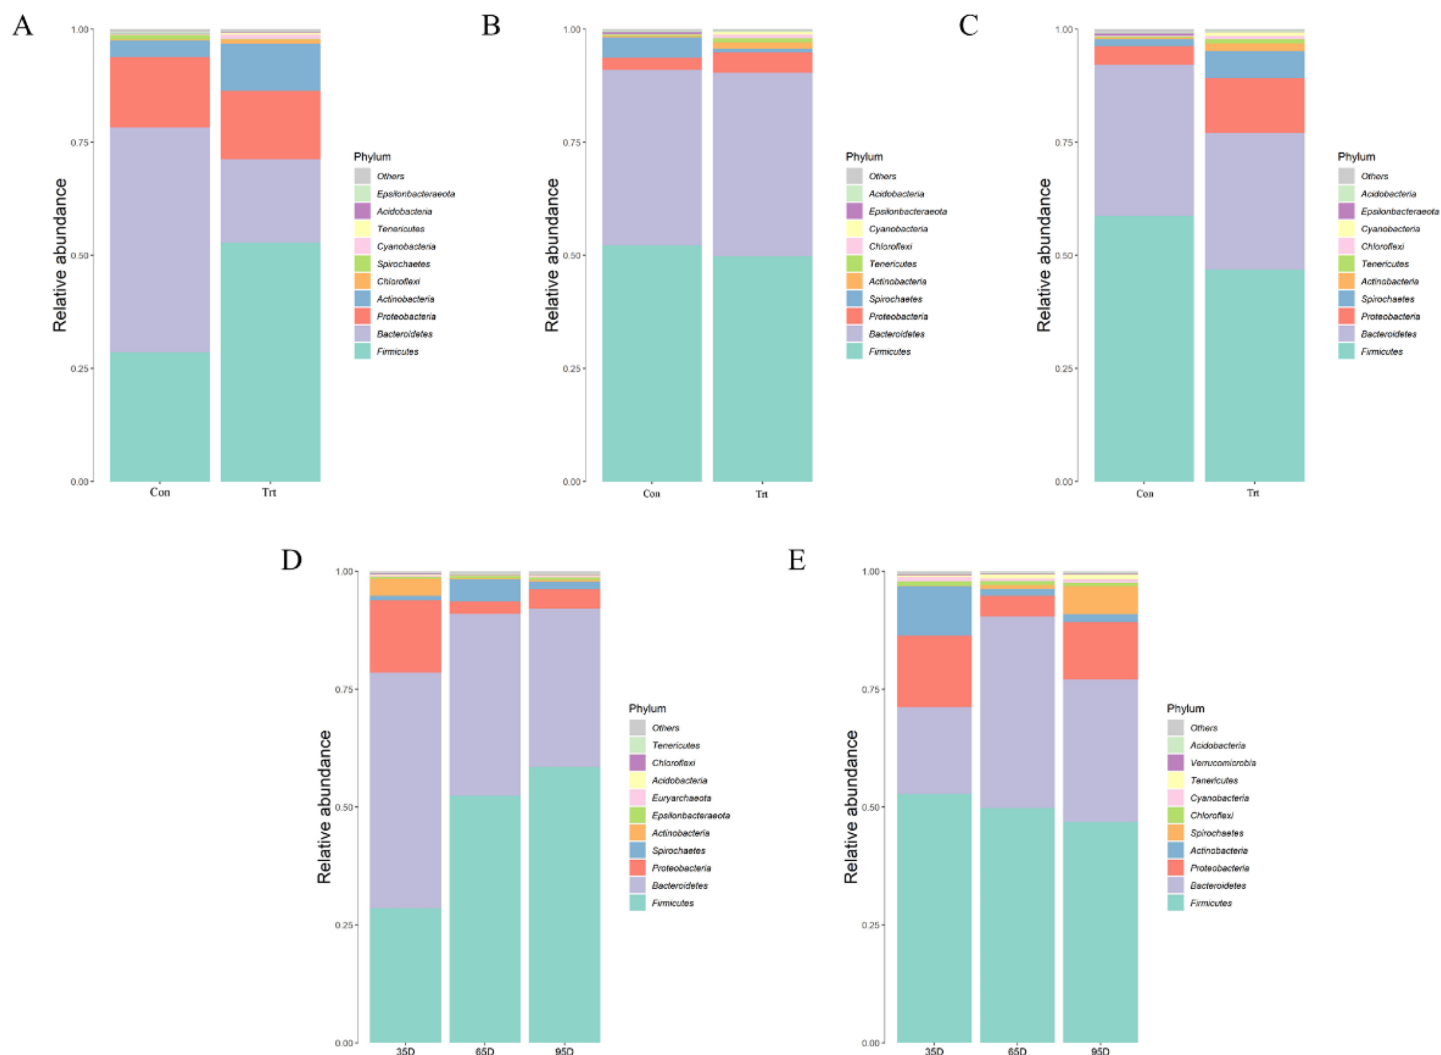 A
1.00
0.75
0.50
0.25
0.00
Relative abundance
Con
Trt
Phylum
Others
Epsilonbacteraeota
Acidobacteria
Tenericutes
Cyanobacteria
Spirochaetes
Chloroflexi
Actinobacteria
Proteobacteria
Bacteroidetes
Firmicutes
B
1.00
0.75
0.50
0.25
0.00
Relative abundance
Con
Trt
Phylum
Others
Acidobacteria
Epsilonbacteraeota
Cyanobacteria
Chloroflexi
Tenericutes
Actinobacteria
Spirochaetes
Proteobacteria
Bacteroidetes
Firmicutes
C
1.00
0.75
0.50
0.25
0.00
Relative abundance
Con
Trt
Phylum
Others
Acidobacteria
Epsilonbacteraeota
Cyanobacteria
Chloroflexi
Tenericutes
Actinobacteria
Spirochaetes
Proteobacteria
Bacteroidetes
Firmicutes
D
1.00
0.75
0.50
0.25
0.00
Relative abundance
35D
65D
95D
Phylum
Others
Tenericutes
Chloroflexi
Acidobacteria
Euryarchaeota
Epsilonbacteraeota
Actinobacteria
Spirochaetes
Proteobacteria
Bacteroidetes
Firmicutes
E
1.00
0.75
0.50
0.25
0.00
Relative abundance
35D
65D
95D
Phylum
Others
Acidobacteria
Verrucomicrobia
Tenericutes
Cyanobacteria
Chloroflexi
Spirochaetes
Actinobacteria
Proteobacteria
Bacteroidetes
Firmicutes